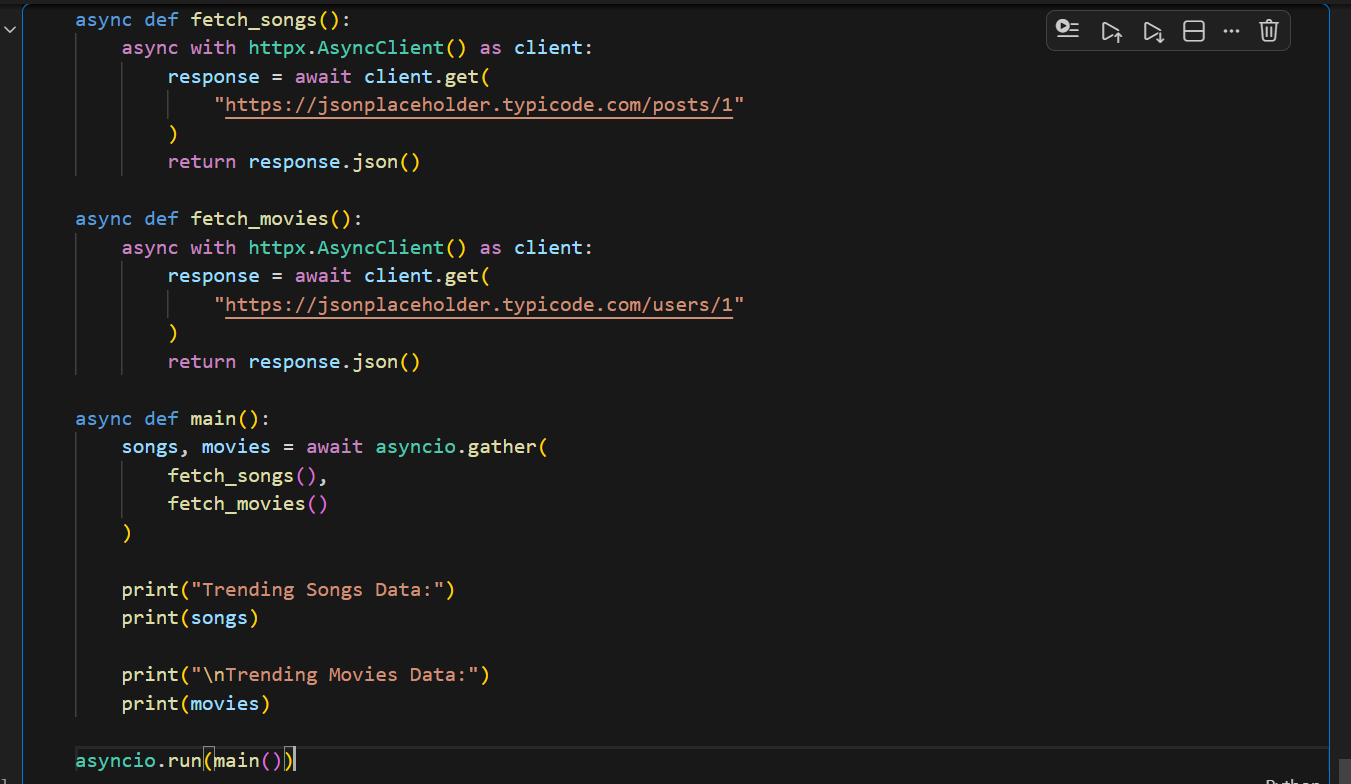 async def fetch_songs():
    async with httpx.AsyncClient() as client:
        response = await client.get(
            "https://jsonplaceholder.typicode.com/posts/1"
        )
        return response.json()

async def fetch_movies():
    async with httpx.AsyncClient() as client:
        response = await client.get(
            "https://jsonplaceholder.typicode.com/users/1"
        )
        return response.json()

async def main():
    songs, movies = await asyncio.gather(
        fetch_songs(),
        fetch_movies()
    )

    print("Trending Songs Data:")
    print(songs)

    print("\nTrending Movies Data:")
    print(movies)

asyncio.run(main())
Python